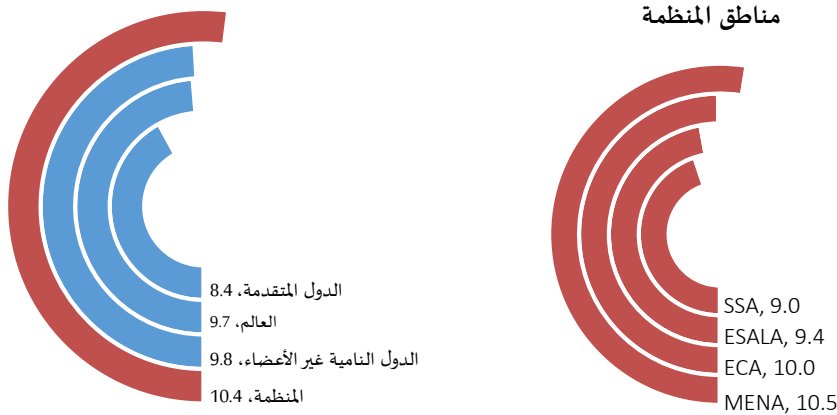 مناطق المنظمة
الدول المتقدمة، 8.4
العالم، 9.7
الدول النامية غير الأعضاء، 9.8
المنظمة، 10.4
SSA, 9.0
ESALA, 9.4
ECA, 10.0
MENA, 10.5